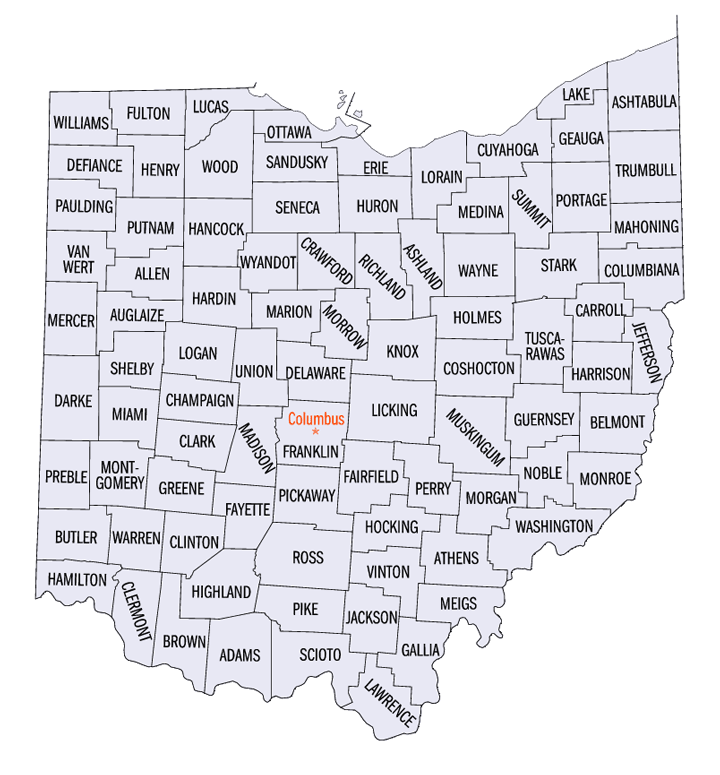 LAKE
ASHTABULA
LUCAS
WILLIAMS
FULTON
OTTAWA
GEAUGA
CUYAHOGA
DEFIANCE
HENRY
WOOD
SANDUSKY
ERIE
LORAIN
TRUMBULL
PAULDING
SENECA
HURON
MEDINA
SUMMIT
PORTAGE
PUTNAM
HANCOCK
MAHONING
VAN
WERT
ALLEN
WYANDOT
CRAWFORD
RICHLAND
ASHLAND
WAYNE
STARK
COLUMBIANA
MERCER
AUGLAIZE
HARDIN
MARION
MORROW
HOLMES
CARROLL
JEFFERSON
SHELBY
LOGAN
UNION
DELAWARE
KNOX
COSHOCTON
TUSCA-
RAWAS
HARRISON
DARKE
MIAMI
CHAMPAIGN
Columbus
LICKING
MUSKINGUM
GUERNSEY
BELMONT
CLARK
MADISON
FRANKLIN
PREBLE
MONT-
GOMERY
GREENE
FAYETTE
PICKAWAY
FAIRFIELD
PERRY
MORGAN
NOBLE
MONROE
BUTLER
WARREN
CLINTON
ROSS
HOCKING
ATHENS
WASHINGTON
HAMILTON
CLERMONT
HIGHLAND
VINTON
BROWN
ADAMS
PIKE
JACKSON
MEIGS
SCIOTO
GALLIA
LAWRENCE